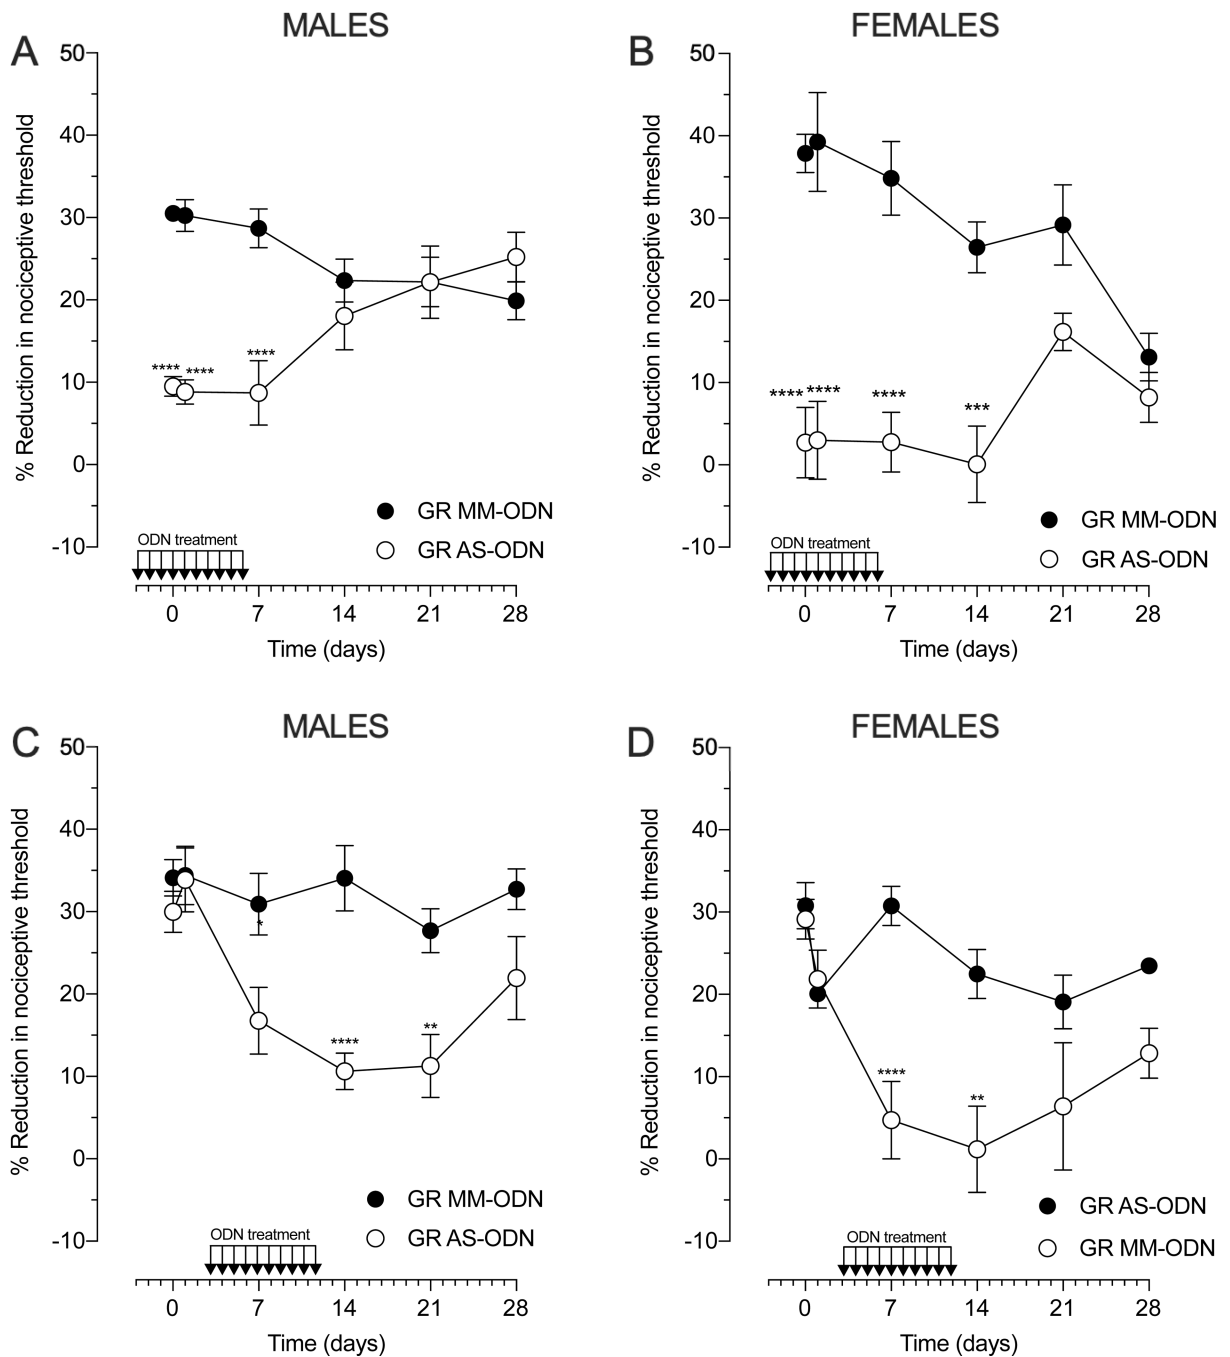 MALES
A
50
40
30
20
10
0
-10
% Reduction in nociceptive threshold
**** **** ****
GR MM-ODN
GR AS-ODN
ODN treatment
0 7 14 21 28
Time (days)
FEMALES
B
50
40
30
20
10
0
-10
% Reduction in nociceptive threshold
**** **** **** ***
GR MM-ODN
GR AS-ODN
ODN treatment
0 7 14 21 28
Time (days)
MALES
C
50
40
30
20
10
0
-10
% Reduction in nociceptive threshold
* **** **
GR MM-ODN
GR AS-ODN
ODN treatment
0 7 14 21 28
Time (days)
FEMALES
D
50
40
30
20
10
0
-10
% Reduction in nociceptive threshold
**** **
GR AS-ODN
GR MM-ODN
ODN treatment
0 7 14 21 28
Time (days)